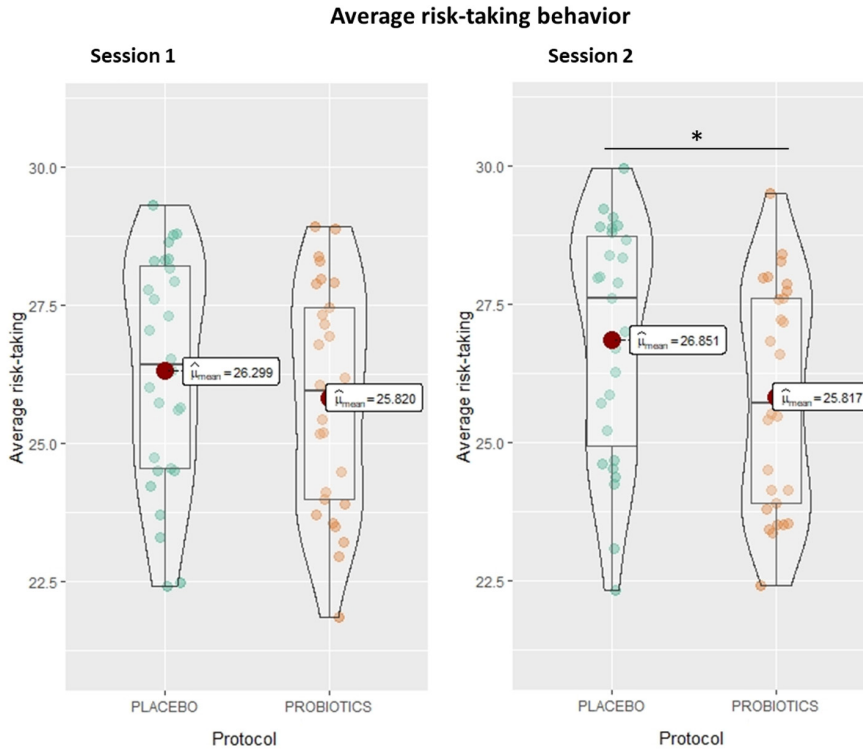 Average risk-taking behavior
Session 1
Session 2
*
Average risk-taking
30.0
27.5
25.0
22.5
μ̂mean = 26.299
μ̂mean = 25.820
PLACEBO
PROBIOTICS
Protocol
Average risk-taking
30.0
27.5
25.0
22.5
μ̂mean = 26.851
μ̂mean = 25.817
PLACEBO
PROBIOTICS
Protocol